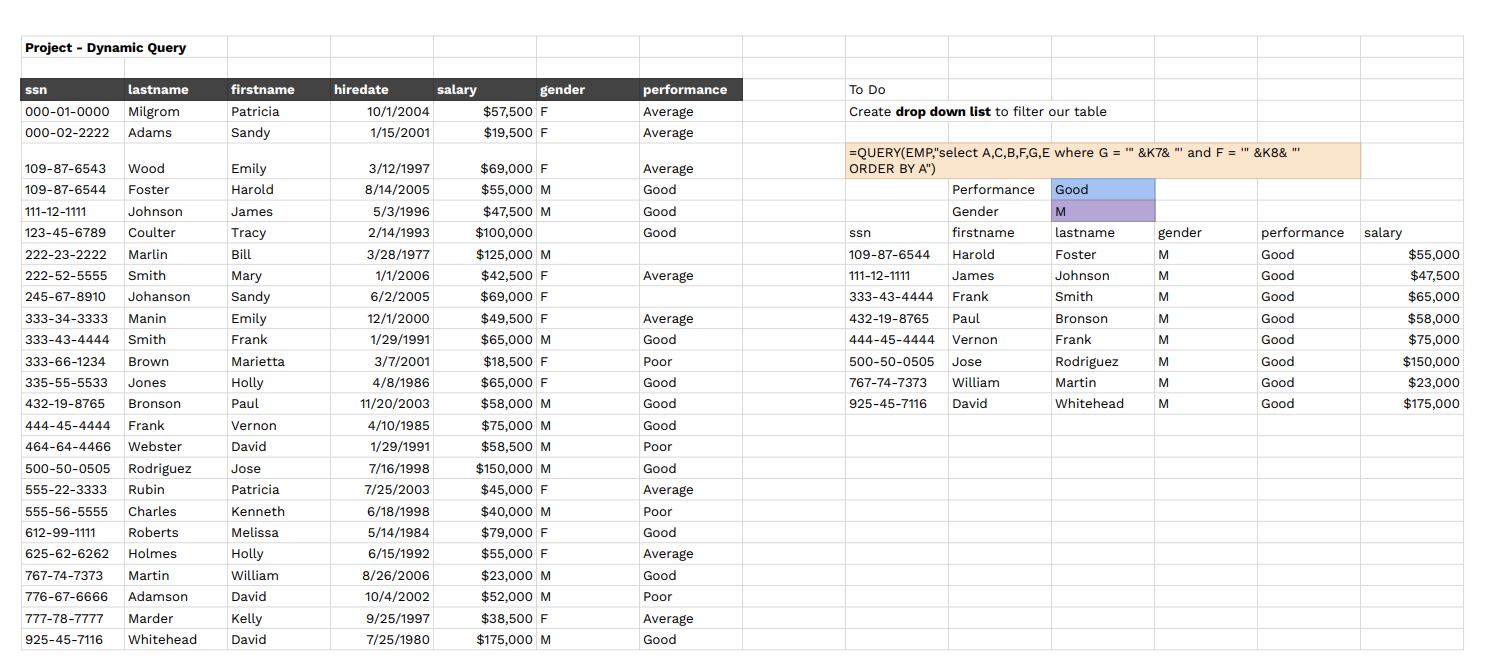 Project - Dynamic Query
ssn lastname firstname hiredate salary gender performance To Do
000-01-0000 Milgrom Patricia 10/1/2004 $57,500 F Average Create drop down list to filter our table
000-02-2222 Adams Sandy 1/15/2001 $19,500 F Average
=QUERY(EMP,"select A,C,B,F,G,E where G = '" &K7& "' and F = '" &K8& "'
ORDER BY A")
109-87-6543 Wood Emily 3/12/1997 $69,000 F Average
109-87-6544 Foster Harold 8/14/2005 $55,000 M Good Performance Good
111-12-1111 Johnson James 5/3/1996 $47,500 M Good Gender M
123-45-6789 Coulter Tracy 2/14/1993 $100,000 Good ssn firstname lastname gender performance salary
222-23-2222 Marlin Bill 3/28/1977 $125,000 M 109-87-6544 Harold Foster M Good $55,000
222-52-5555 Smith Mary 1/1/2006 $42,500 F Average 111-12-1111 James Johnson M Good $47,500
245-67-8910 Johanson Sandy 6/2/2005 $69,000 F 333-43-4444 Frank Smith M Good $65,000
333-34-3333 Manin Emily 12/1/2000 $49,500 F Average 432-19-8765 Paul Bronson M Good $58,000
333-43-4444 Smith Frank 1/29/1991 $65,000 M Good 444-45-4444 Vernon Frank M Good $75,000
333-66-1234 Brown Marietta 3/7/2001 $18,500 F Poor 500-50-0505 Jose Rodriguez M Good $150,000
335-55-5533 Jones Holly 4/8/1986 $65,000 F Good 767-74-7373 William Martin M Good $23,000
432-19-8765 Bronson Paul 11/20/2003 $58,000 M Good 925-45-7116 David Whitehead M Good $175,000
444-45-4444 Frank Vernon 4/10/1985 $75,000 M Good
464-64-4466 Webster David 1/29/1991 $58,500 M Poor
500-50-0505 Rodriguez Jose 7/16/1998 $150,000 M Good
555-22-3333 Rubin Patricia 7/25/2003 $45,000 F Average
555-56-5555 Charles Kenneth 6/18/1998 $40,000 M Poor
612-99-1111 Roberts Melissa 5/14/1984 $79,000 F Good
625-62-6262 Holmes Holly 6/15/1992 $55,000 F Average
767-74-7373 Martin William 8/26/2006 $23,000 M Good
776-67-6666 Adamson David 10/4/2002 $52,000 M Poor
777-78-7777 Marder Kelly 9/25/1997 $38,500 F Average
925-45-7116 Whitehead David 7/25/1980 $175,000 M Good